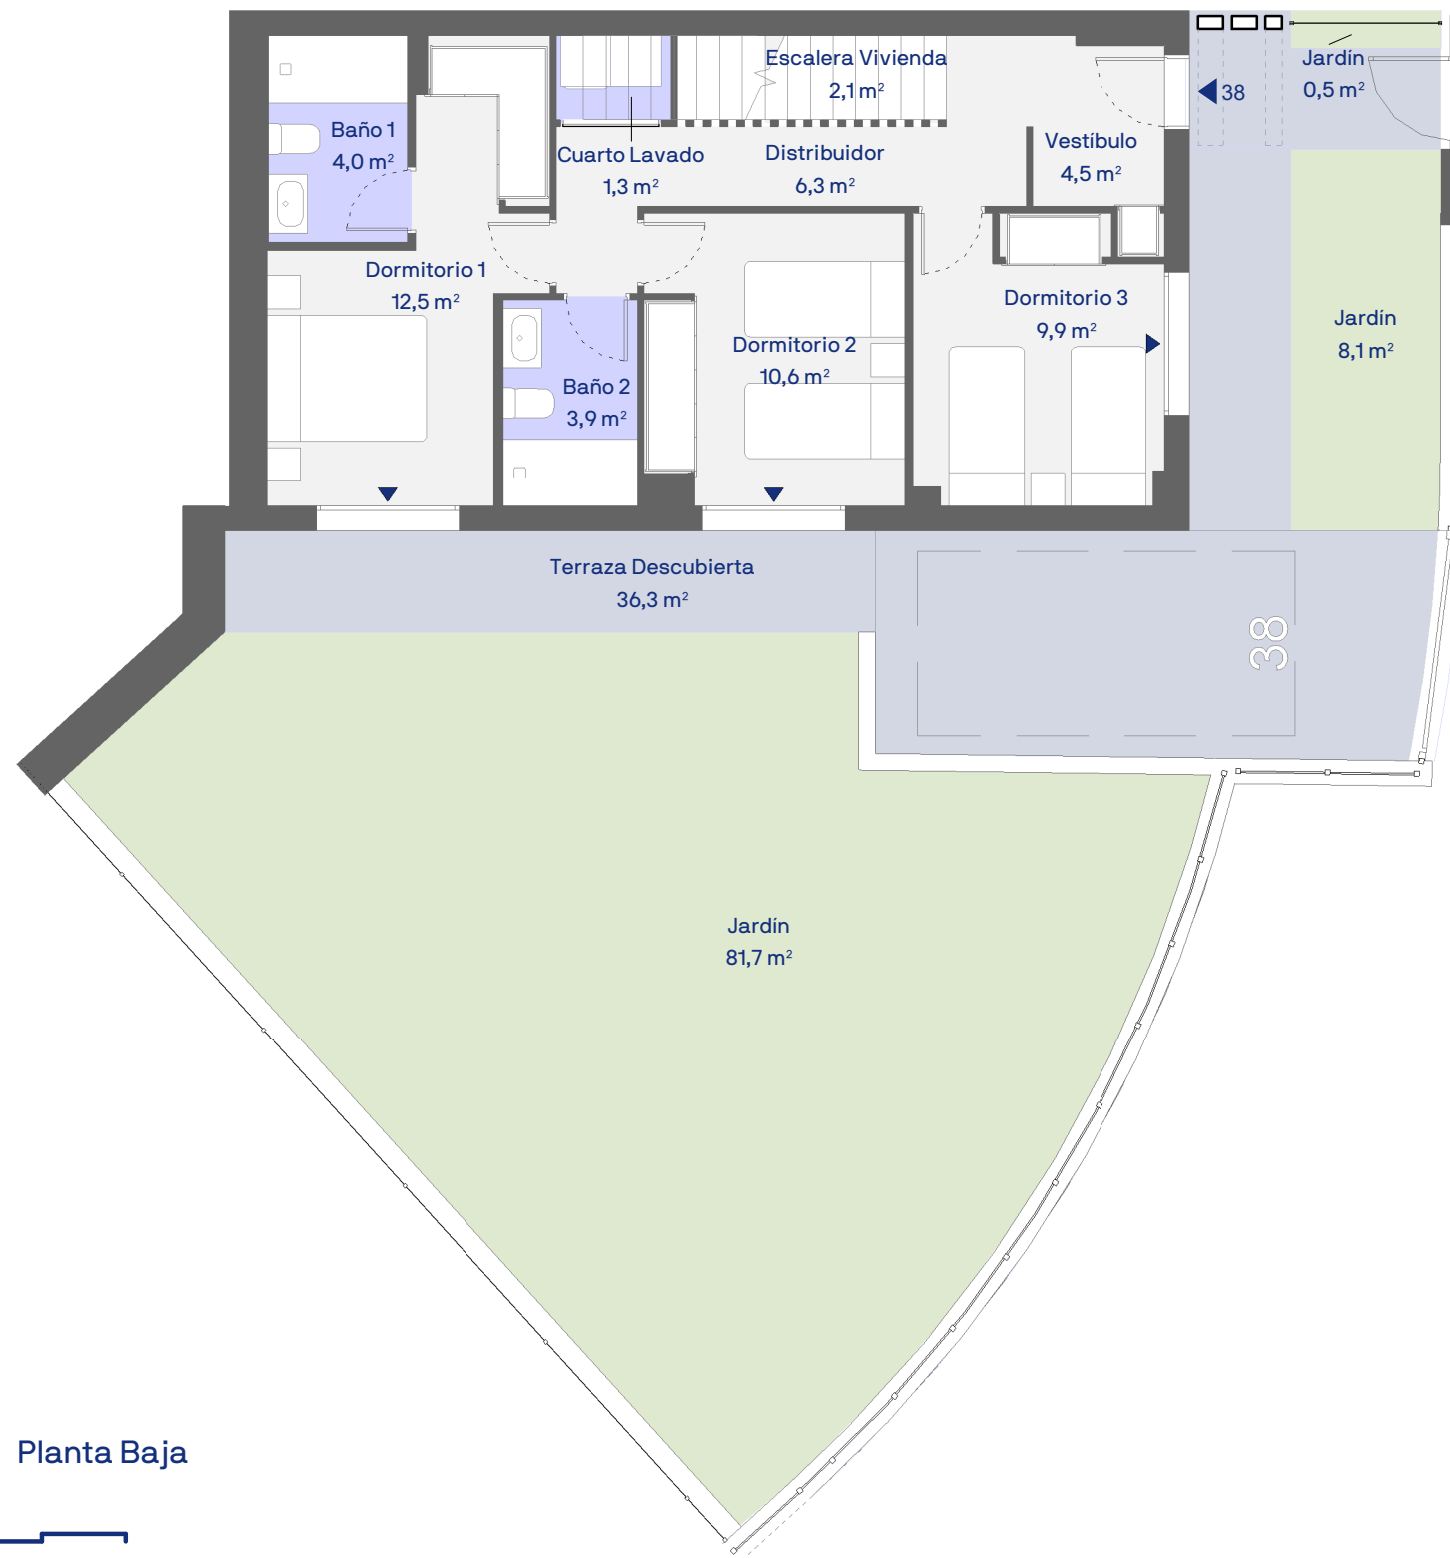 Escalera Vivienda
2,1 m²
Jardín
0,5 m²
38
Baño 1
4,0 m²
Cuarto Lavado
1,3 m²
Distribuidor
6,3 m²
Vestíbulo
4,5 m²
Dormitorio 1
12,5 m²
Dormitorio 3
9,9 m²
Jardín
8,1 m²
Dormitorio 2
10,6 m²
Baño 2
3,9 m²
Terraza Descubierta
36,3 m²
38
Jardín
81,7 m²
Planta Baja